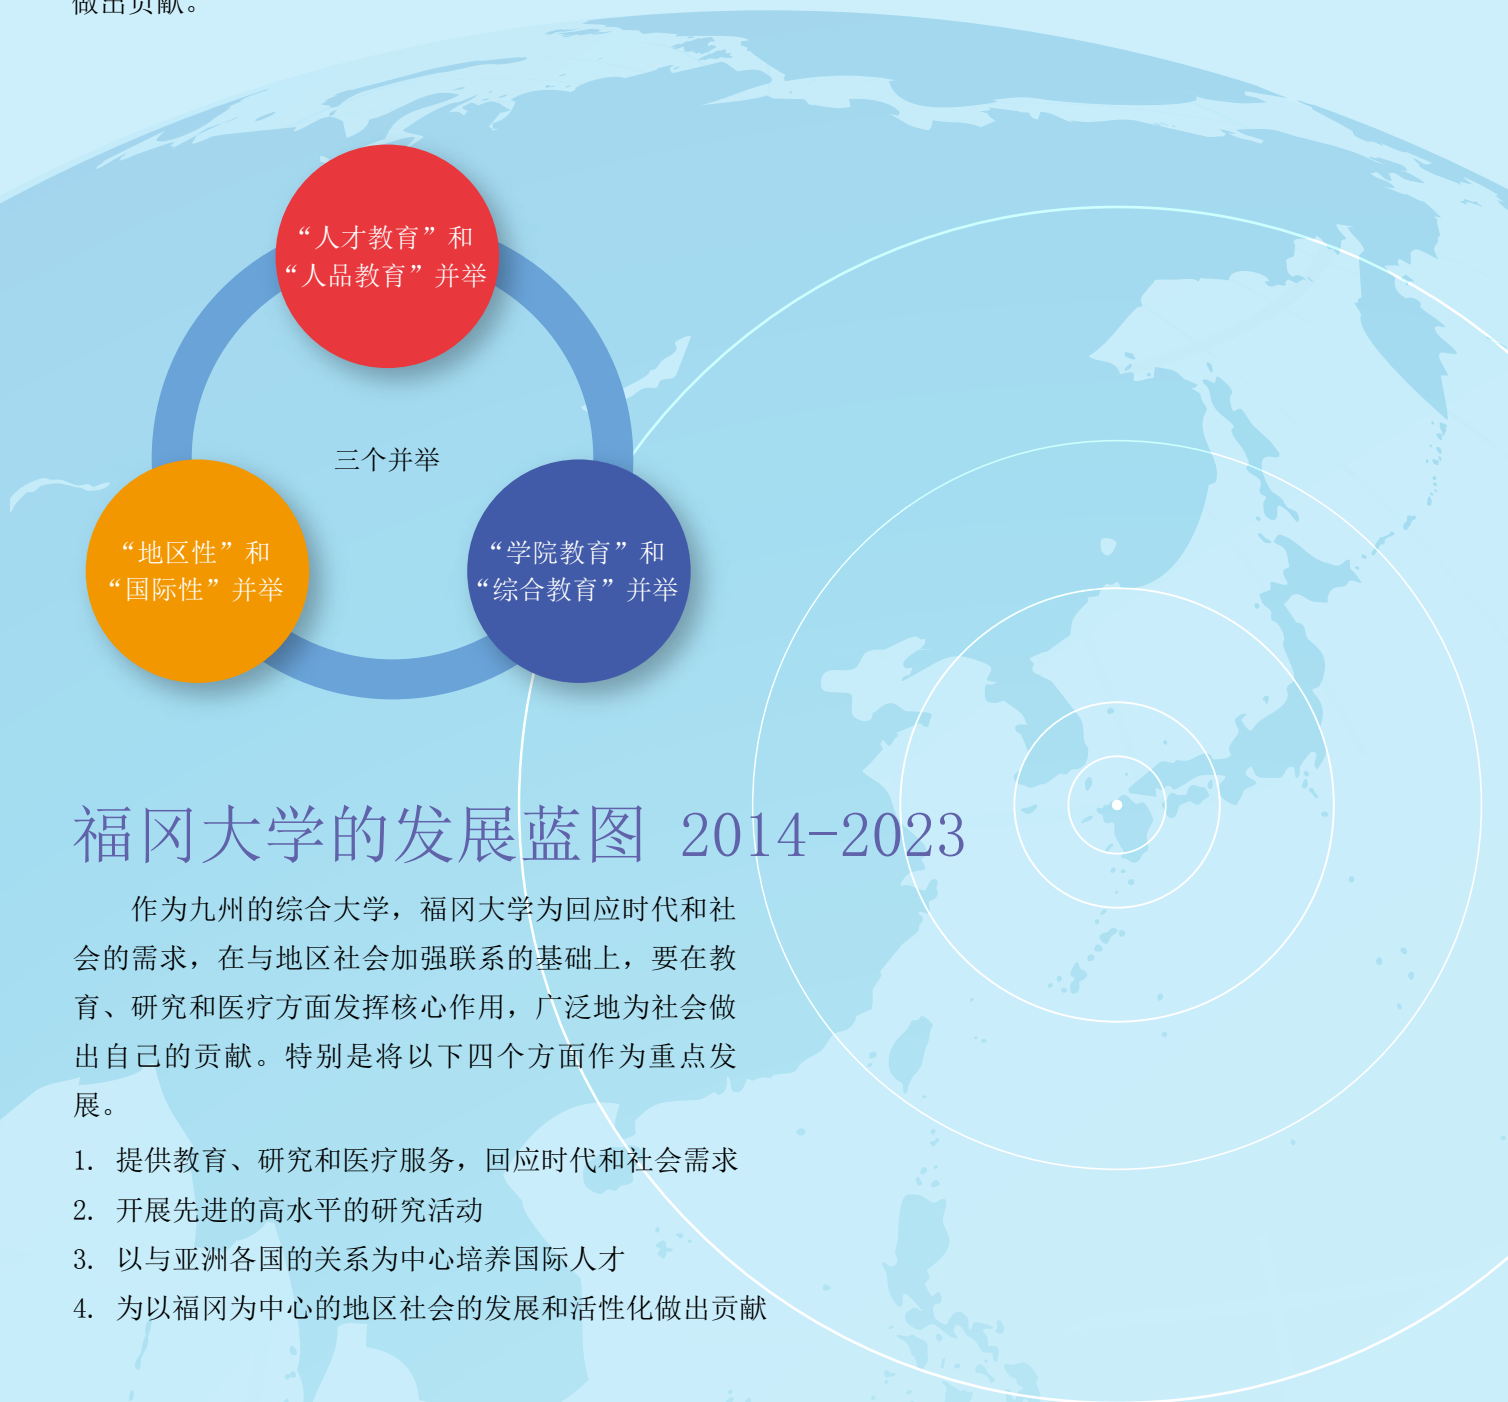 做出贡献。
“人才教育”和
“人品教育”并举
三个并举
“地区性”和
“国际性”并举
“学院教育”和
“综合教育”并举
福冈大学的发展蓝图 2014-2023
作为九州的综合大学，福冈大学为回应时代和社
会的需求，在与地区社会加强联系的基础上，要在教
育、研究和医疗方面发挥核心作用，广泛地为社会做
出自己的贡献。特别是将以下四个方面作为重点发
展。
1. 提供教育、研究和医疗服务，回应时代和社会需求
2. 开展先进的高水平的研究活动
3. 以与亚洲各国的关系为中心培养国际人才
4. 为以福冈为中心的地区社会的发展和活性化做出贡献